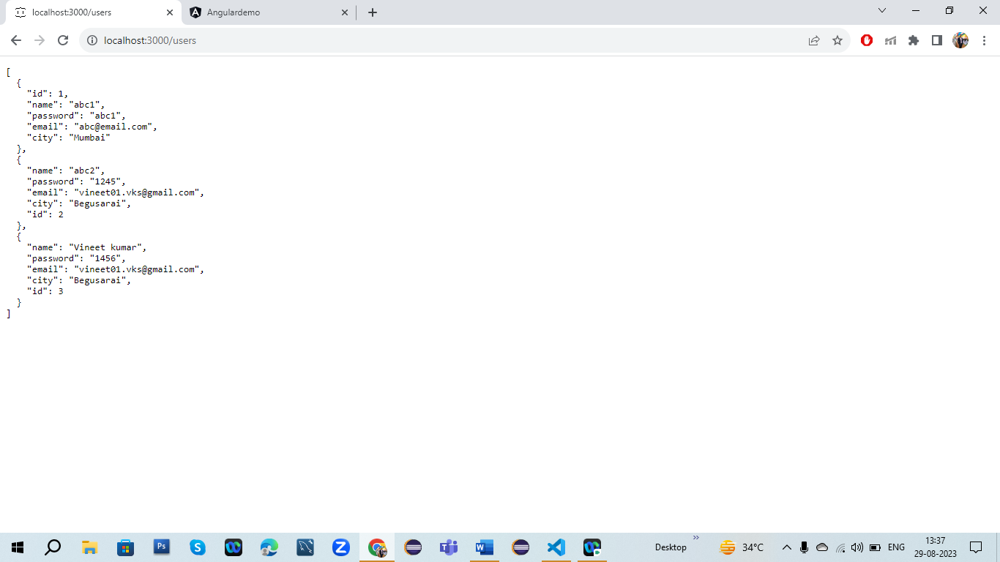 localhost:3000/users
Angulardemo
localhost:3000/users
[
  {
    "id": 1,
    "name": "abc1",
    "password": "abc1",
    "email": "abc@email.com",
    "city": "Mumbai"
  },
  {
    "name": "abc2",
    "password": "1245",
    "email": "vineet01.vks@gmail.com",
    "city": "Begusarai",
    "id": 2
  },
  {
    "name": "Vineet kumar",
    "password": "1456",
    "email": "vineet01.vks@gmail.com",
    "city": "Begusarai",
    "id": 3
  }
]
Ps
Desktop
34°C
ENG
13:37
29-08-2023